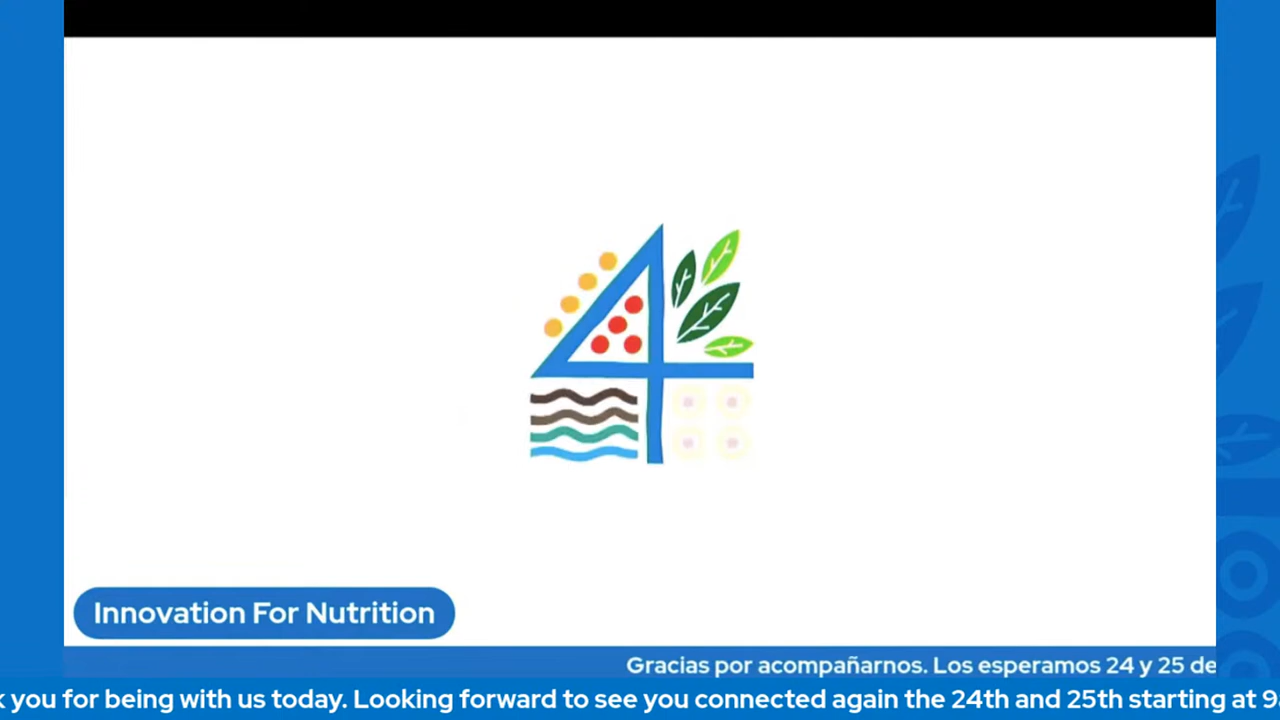 Innovation For Nutrition
Gracias por acompañarnos. Los esperamos 24 y 25 de
you for being with us today. Looking forward to see you connected again the 24th and 25th starting at 9